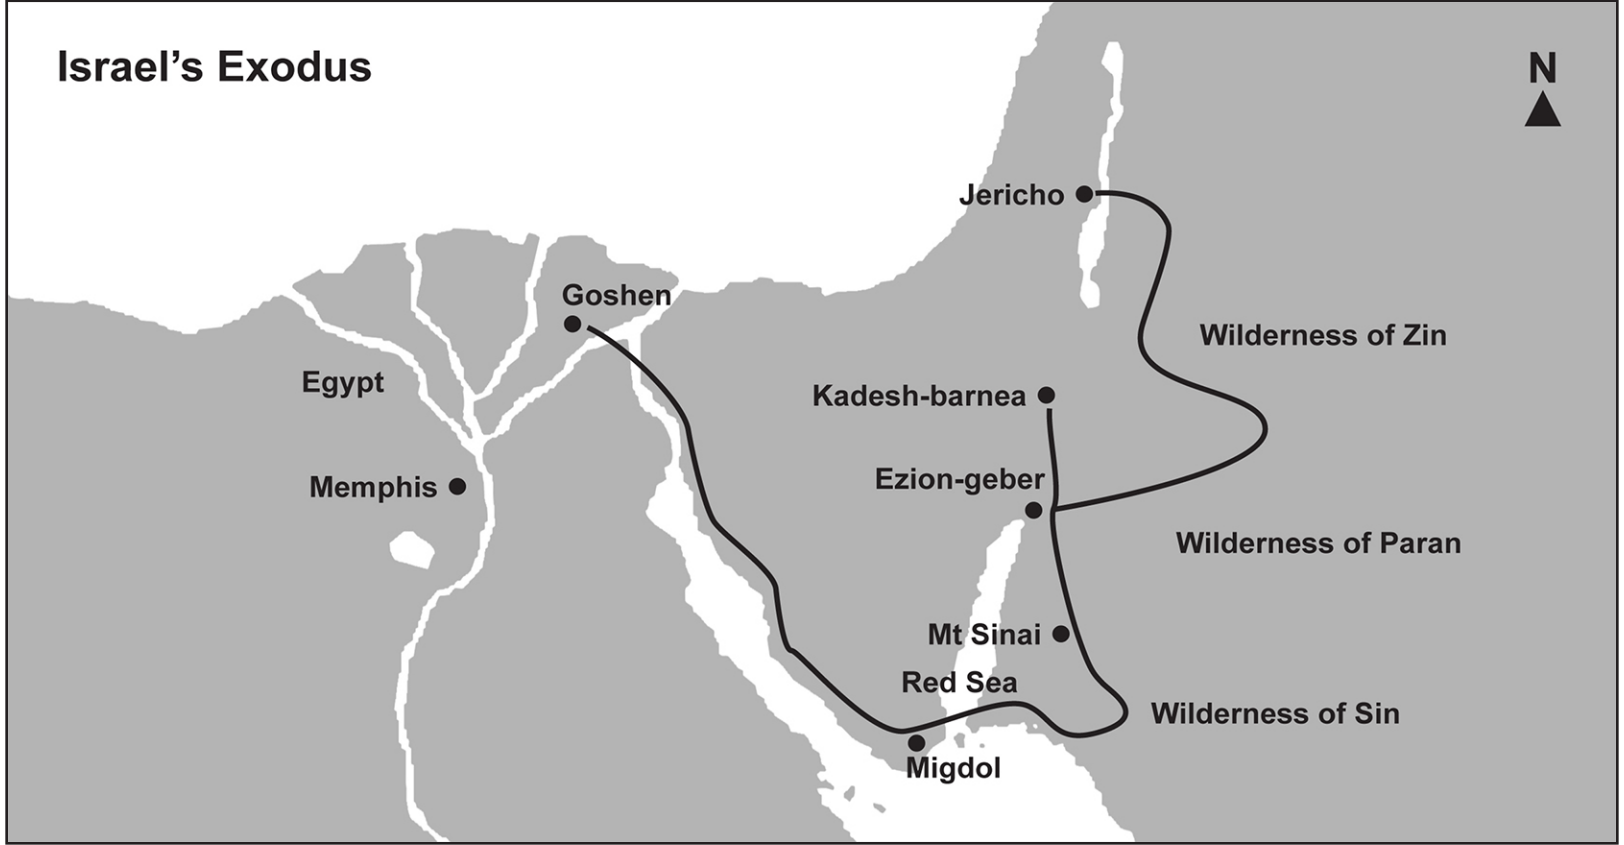 Israel’s Exodus
N
Jericho
Goshen
Wilderness of Zin
Egypt
Kadesh-barnea
Ezion-geber
Memphis
Wilderness of Paran
Mt Sinai
Red Sea
Wilderness of Sin
Migdol